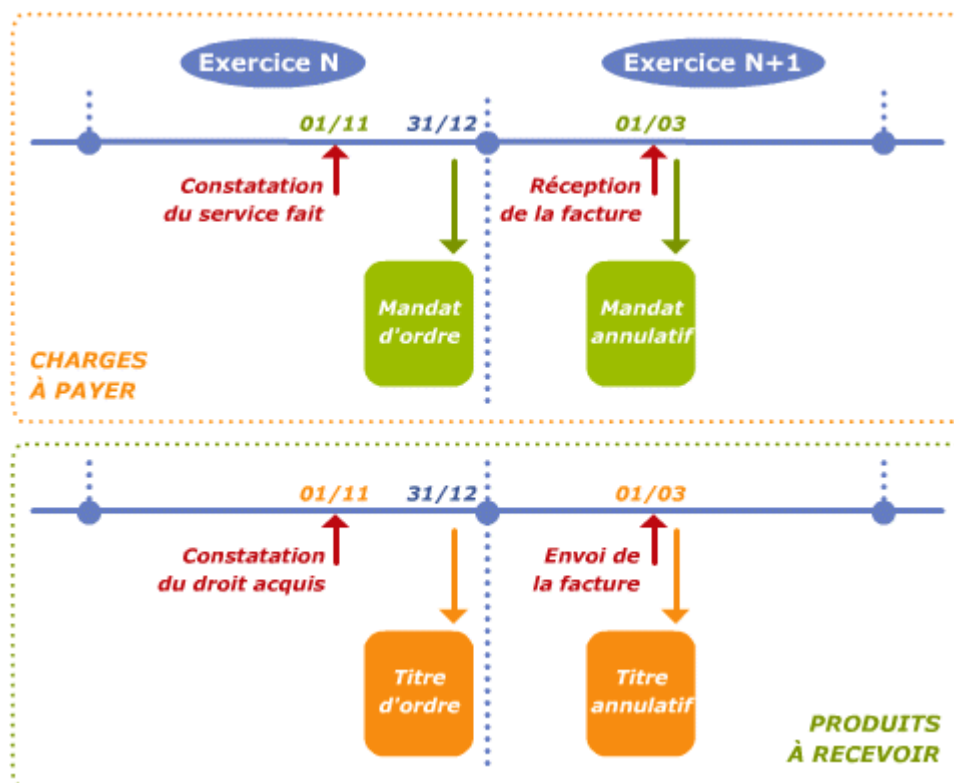 Exercice N
Exercice N+1
01/11
31/12
01/03
Constatation
du service fait
Réception
de la facture
Mandat
d'ordre
Mandat
annulatif
CHARGES
À PAYER
01/11
31/12
01/03
Constatation
du droit acquis
Envoi de
la facture
Titre
d'ordre
Titre
annulatif
PRODUITS
À RECEVOIR